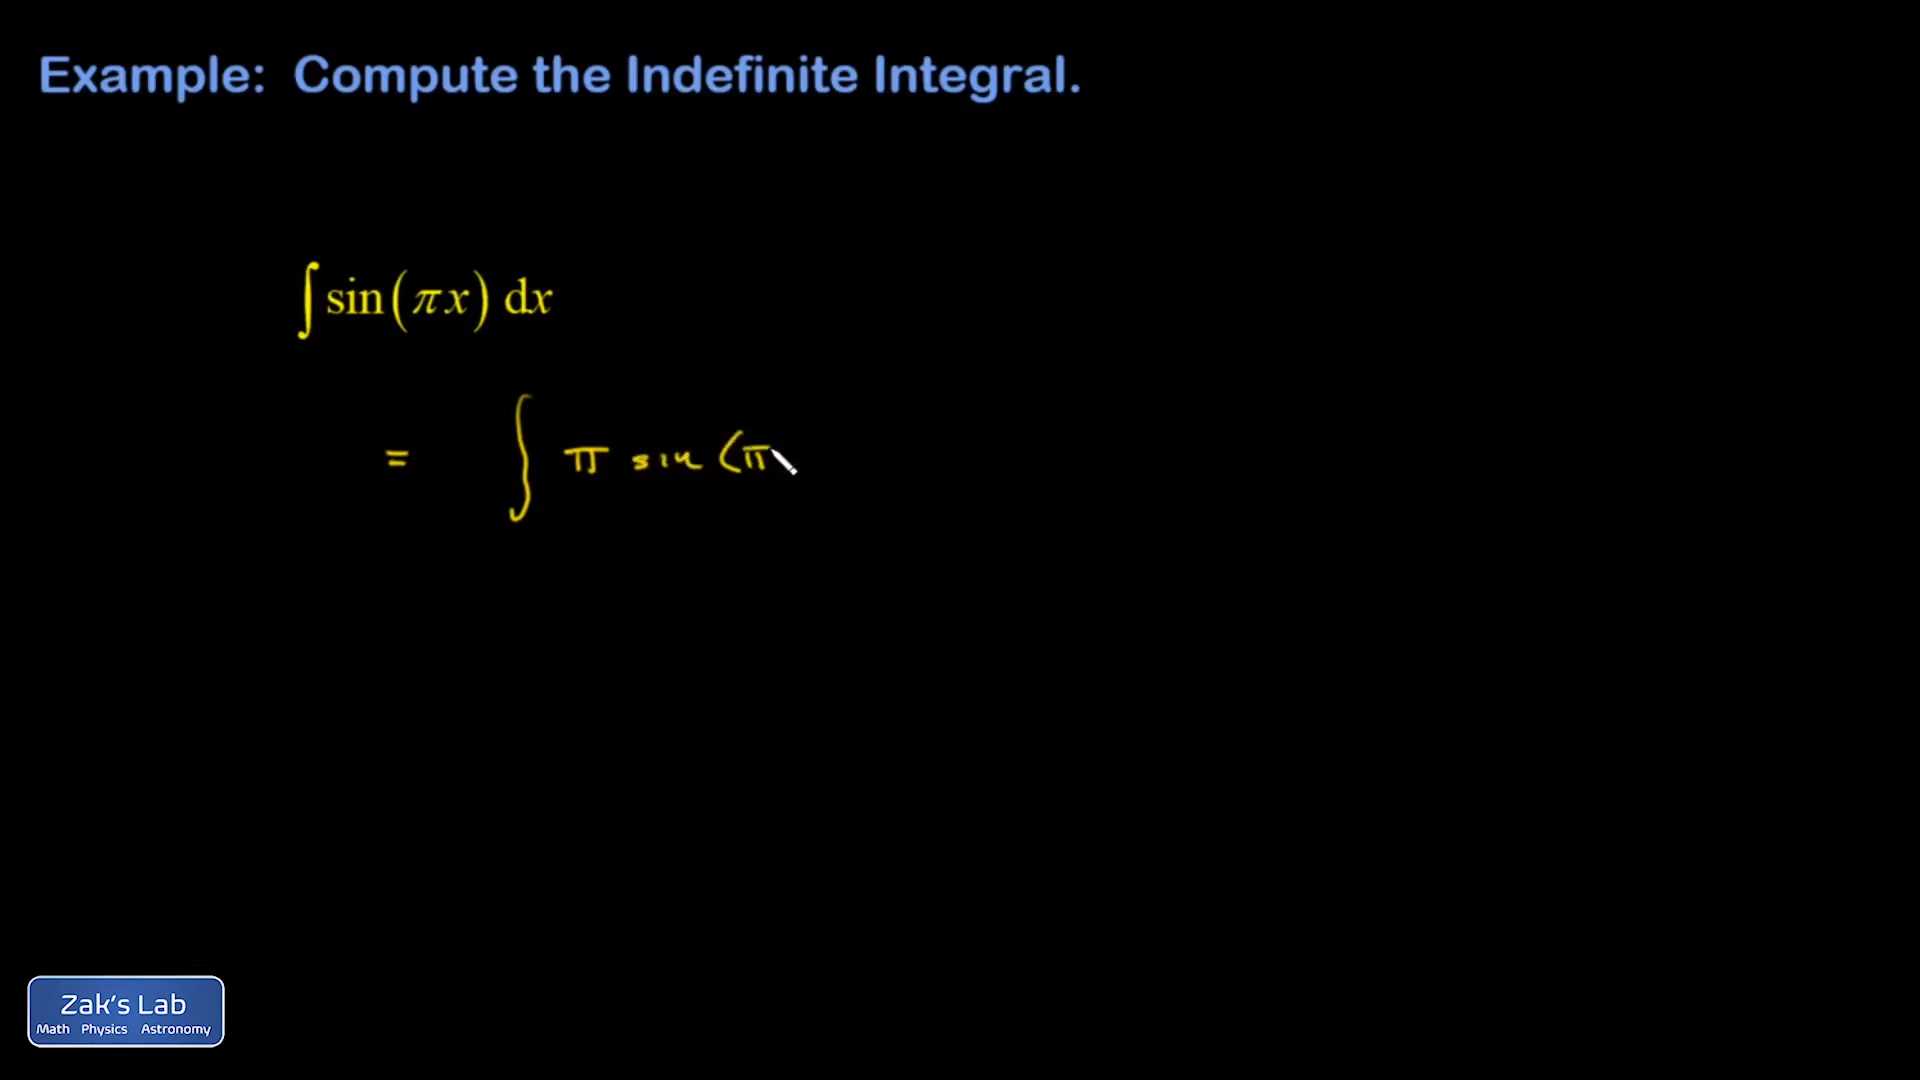 Example: Compute the Indefinite Integral.
∫sin(πx) dx
= ∫ π sin (π
Zak's Lab
Math Physics Astronomy